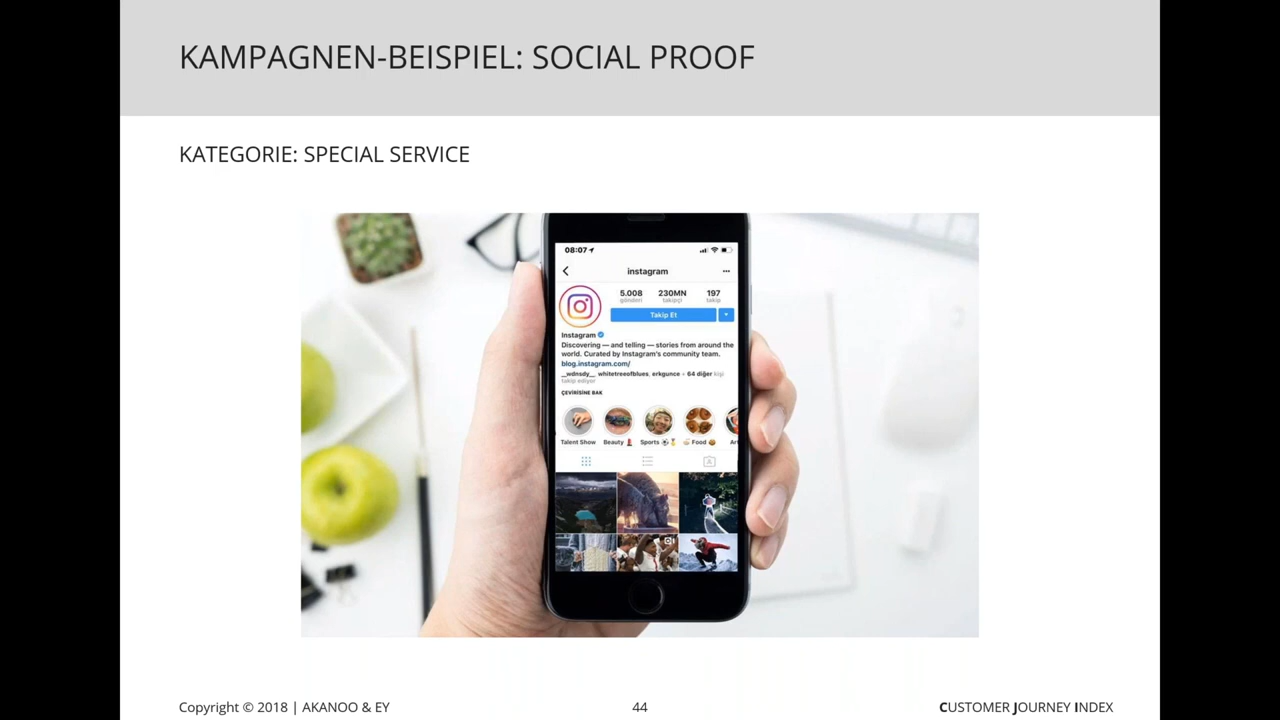 KAMPAGNEN-BEISPIEL: SOCIAL PROOF
KATEGORIE: SPECIAL SERVICE
08:07
instagram
5.008 230MN 197
gönderi takipçi takip
Takip Et
Instagram
Discovering — and telling — stories from around the
world. Curated by Instagram's community team.
blog.instagram.com/
__wdnsdy__, whitetreeofblues, erkgunce + 64 diğer kişi
takip ediyor
ÇEVİRİSİNE BAK
Talent Show Beauty Sports Food Art
Copyright © 2018 | AKANOO & EY
44
CUSTOMER JOURNEY INDEX